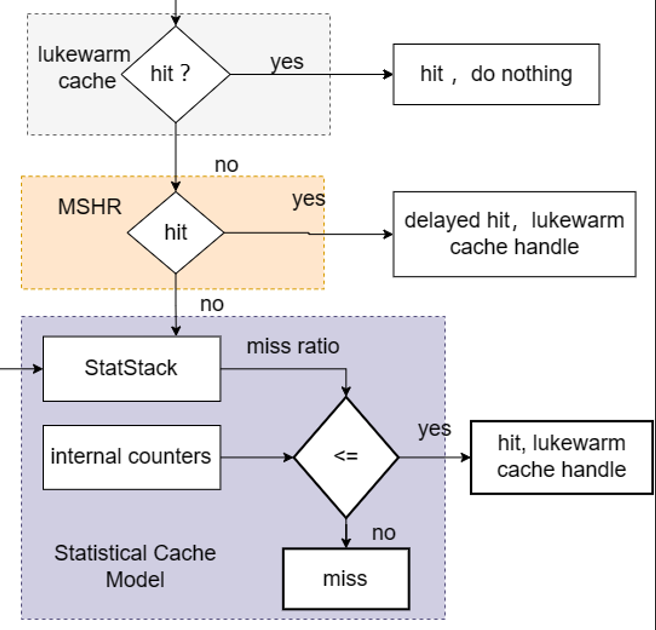 lukewarm
cache
hit ?
yes
hit ，do nothing
no
MSHR
hit
yes
delayed hit，lukewarm
cache handle
no
StatStack
miss ratio
internal counters
<=
yes
hit, lukewarm
cache handle
no
miss
Statistical Cache
Model